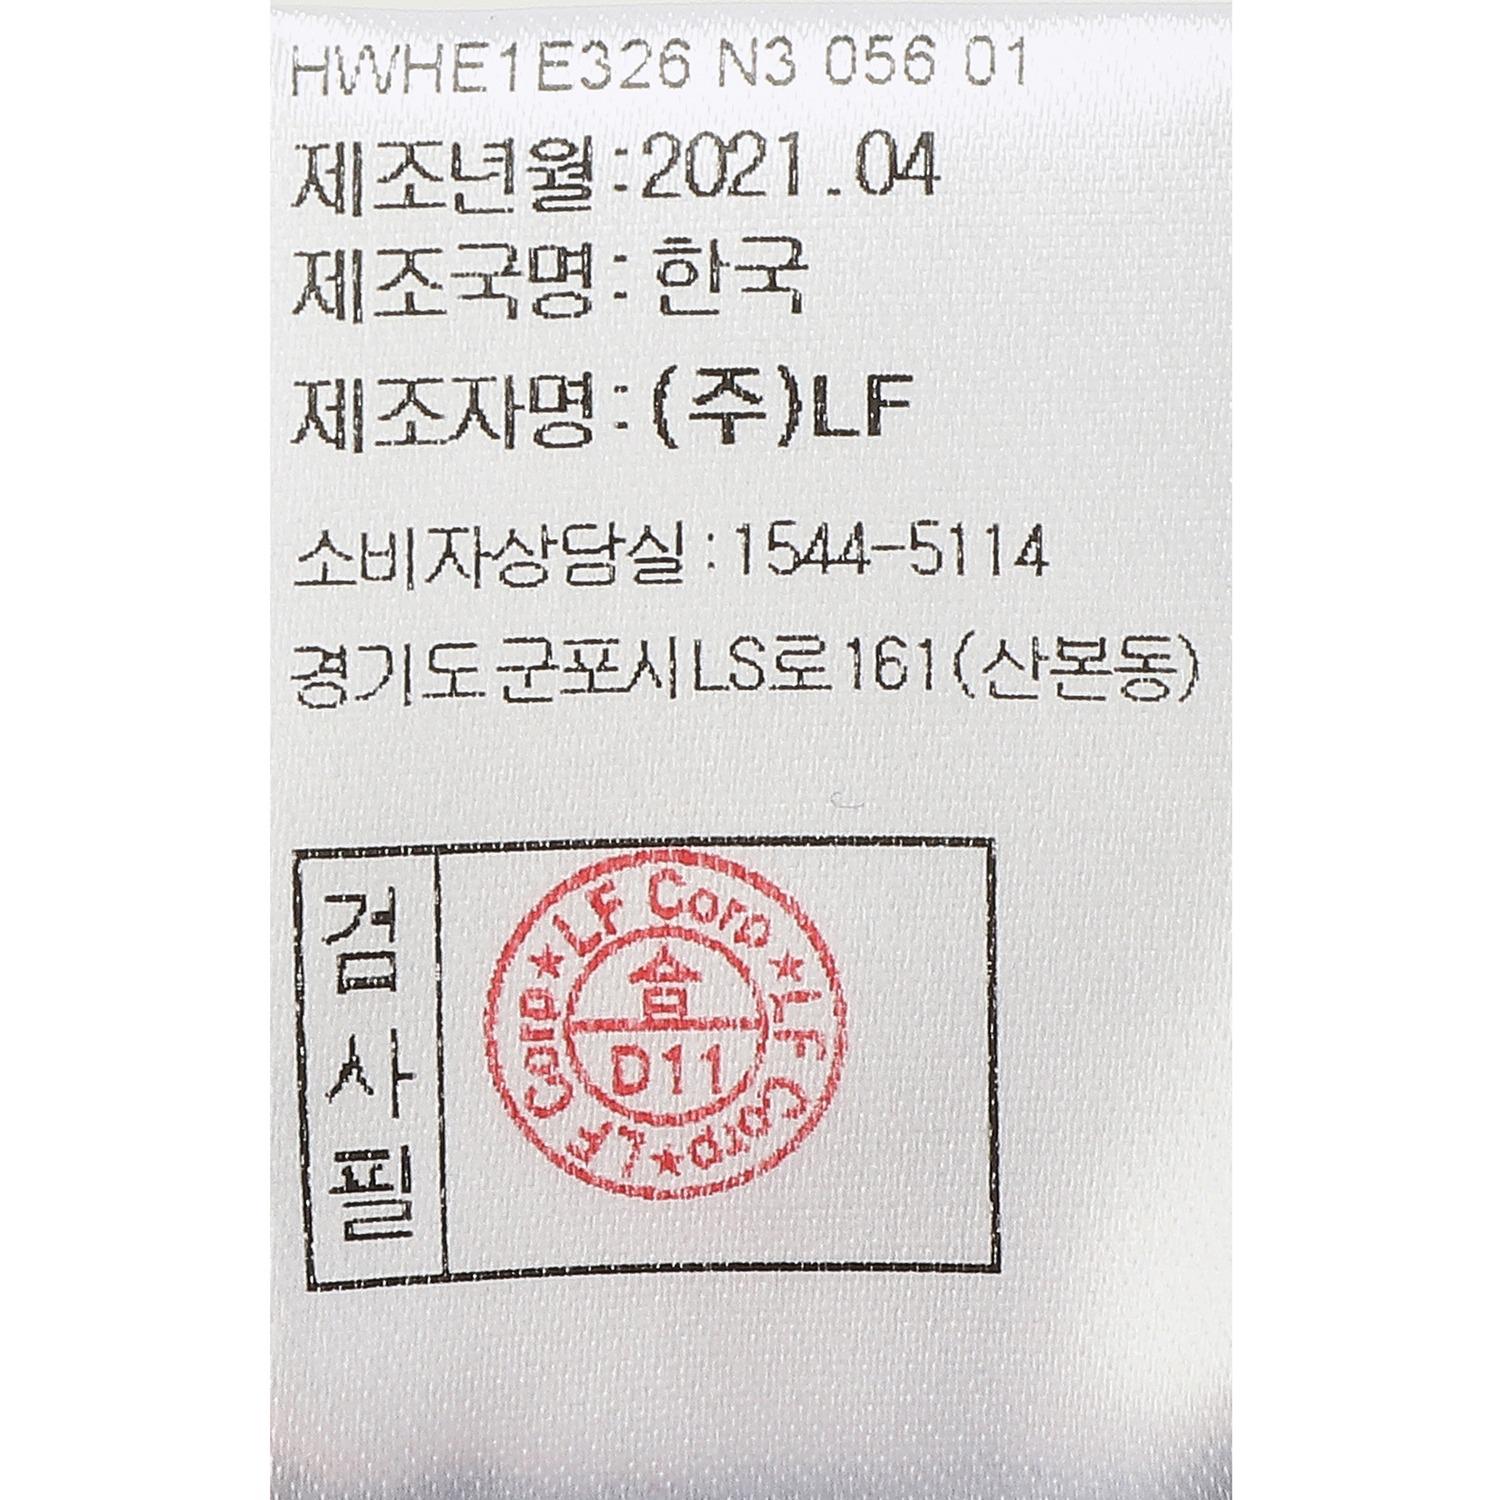 HWHE1E326 N3 056 01
제조년월:2021.04
제조국명: 한국
제조자명: (주)LF
소비자상담실:1544-5114
경기도군포시LS로161(산본동)
검사필
LF Corp ★ LF Corp ★ LF Corp ★
合
D11